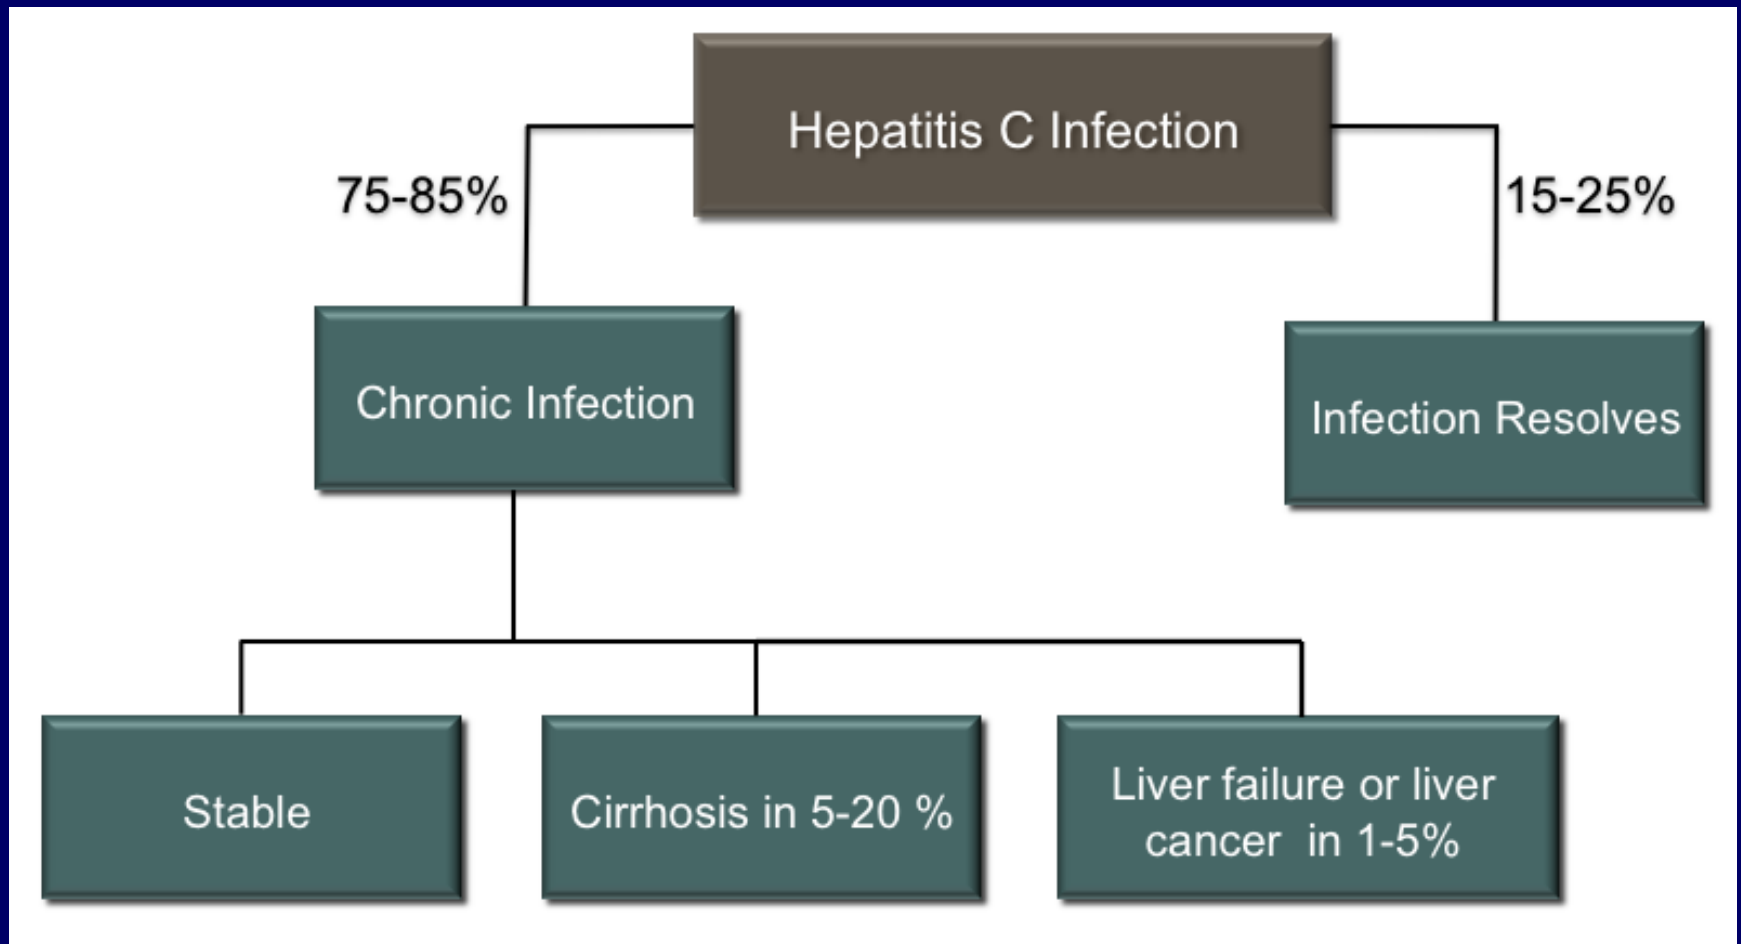 Hepatitis C Infection
75-85%
15-25%
Chronic Infection
Infection Resolves
Stable
Cirrhosis in 5-20 %
Liver failure or liver
cancer  in 1-5%